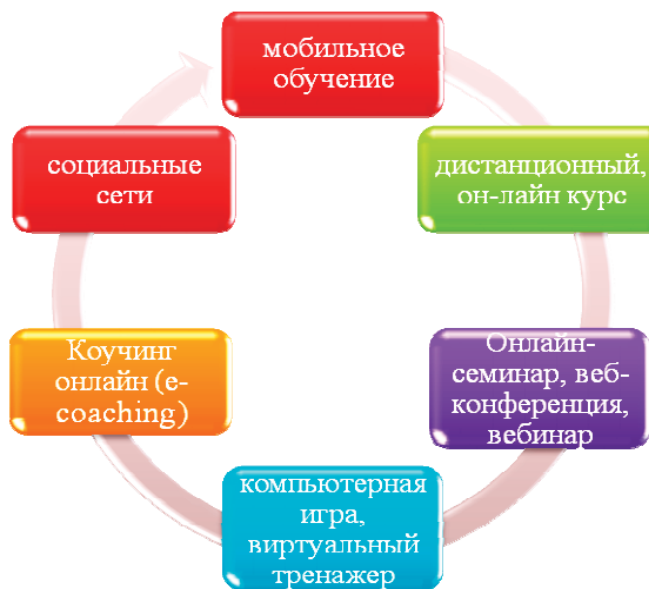 мобильное
обучение
дистанционный,
он-лайн курс
Онлайн-
семинар, веб-
конференция,
вебинар
компьютерная
игра,
виртуальный
тренажер
Коучинг
онлайн (e-
coaching)
социальные
сети